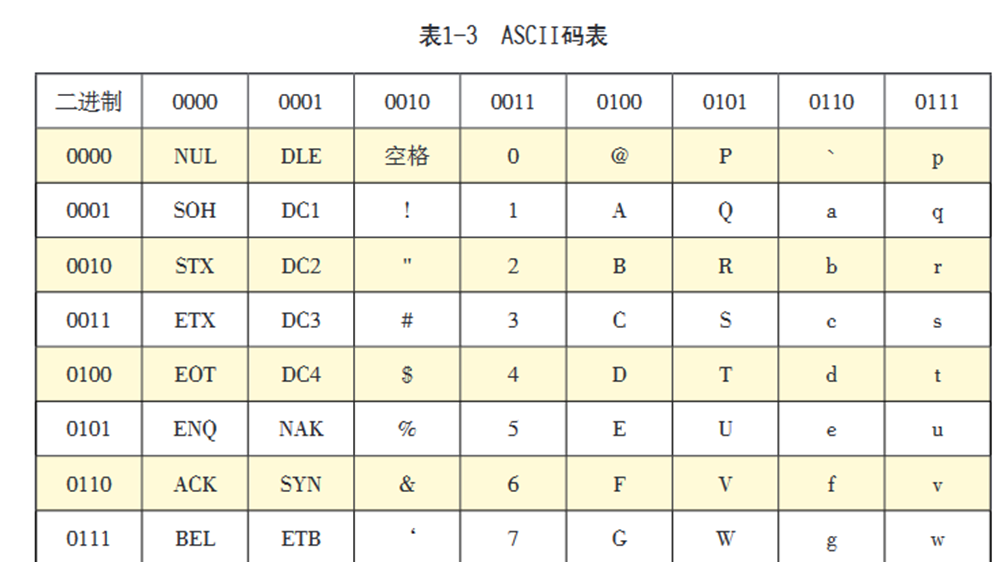 表1-3 ASCII码表
二进制 0000 0001 0010 0011 0100 0101 0110 0111
0000 NUL DLE 空格 0 @ P ` p
0001 SOH DC1 ! 1 A Q a q
0010 STX DC2 " 2 B R b r
0011 ETX DC3 # 3 C S c s
0100 EOT DC4 $ 4 D T d t
0101 ENQ NAK % 5 E U e u
0110 ACK SYN & 6 F V f v
0111 BEL ETB ‘ 7 G W g w